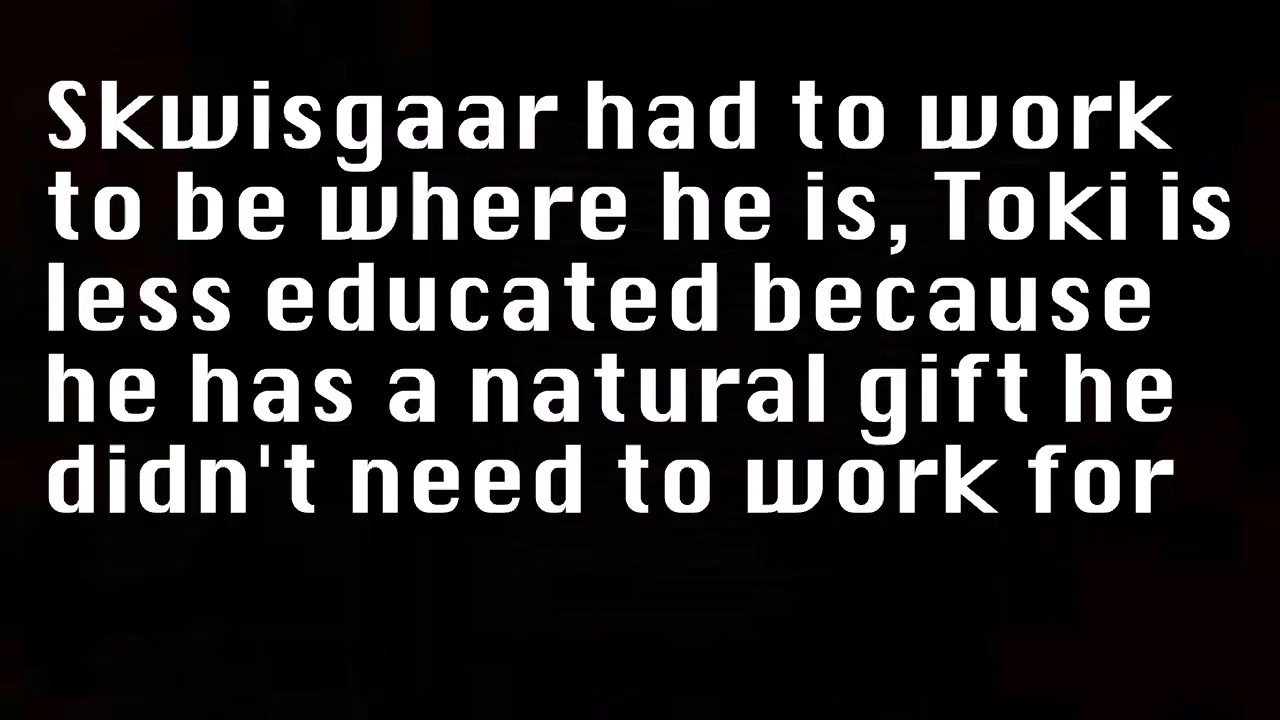 Skwisgaar had to work
to be where he is, Toki is
less educated because
he has a natural gift he
didn't need to work for